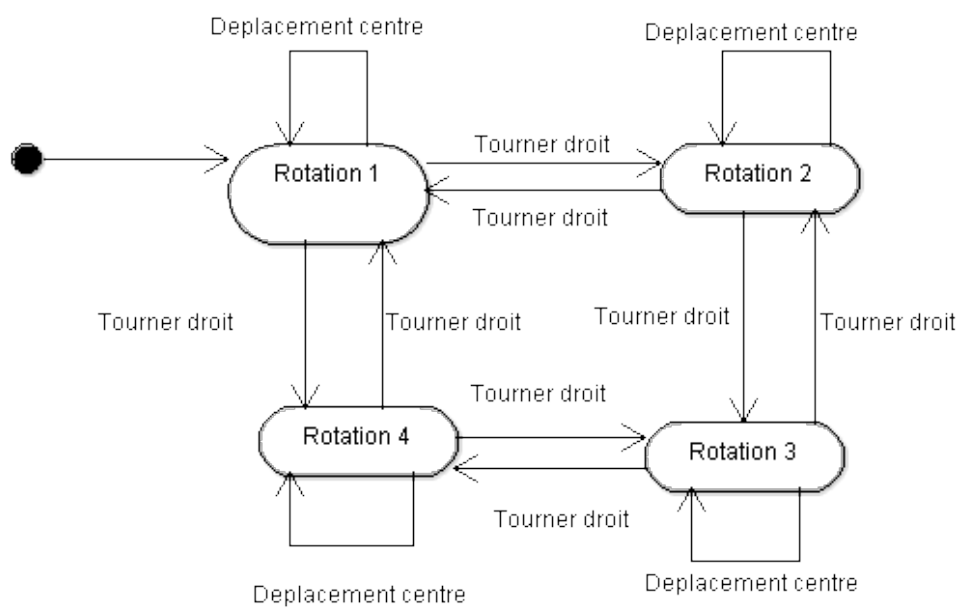 Deplacement centre
Deplacement centre
Tourner droit
Rotation 1
Rotation 2
Tourner droit
Tourner droit
Tourner droit
Tourner droit
Tourner droit
Tourner droit
Rotation 4
Rotation 3
Tourner droit
Deplacement centre
Deplacement centre